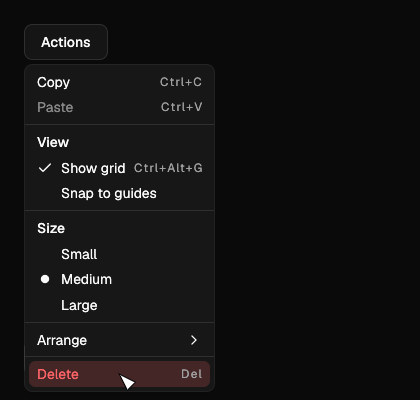 Actions
Copy Ctrl+C
Paste Ctrl+V
View
Show grid Ctrl+Alt+G
Snap to guides
Size
Small
Medium
Large
Arrange
Delete Del